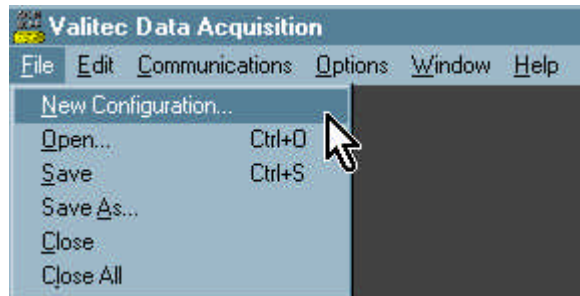 Valitec Data Acquisition
File Edit Communications Options Window Help
New Configuration...
Open... Ctrl+O
Save Ctrl+S
Save As...
Close
Close All